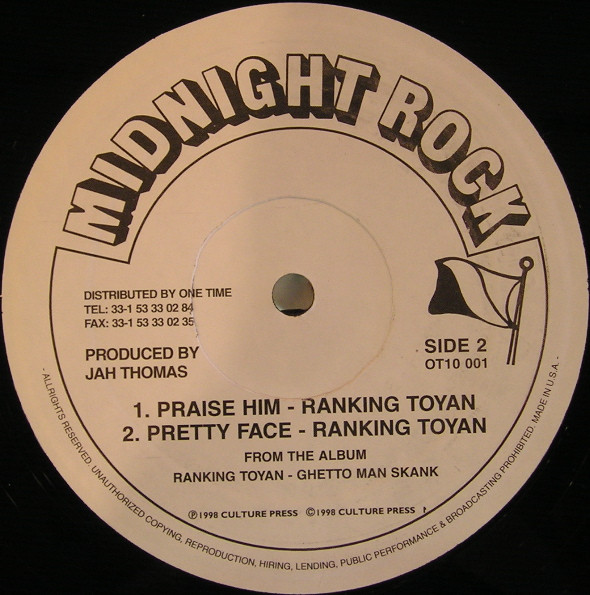 MIDNIGHT ROCK
DISTRIBUTED BY ONE TIME
TEL: 33-1 53 33 02 84
FAX: 33-1 53 33 02 35
PRODUCED BY
JAH THOMAS
SIDE 2
OT10 001
1. PRAISE HIM - RANKING TOYAN
2. PRETTY FACE - RANKING TOYAN
FROM THE ALBUM
RANKING TOYAN - GHETTO MAN SKANK
℗1998 CULTURE PRESS ©1998 CULTURE PRESS
- ALLRIGHTS RESERVED. UNAUTHORIZED COPYING, REPRODUCTION, HIRING, LENDING, PUBLIC PERFORMANCE & BROADCASTING PROHIBITED. MADE IN U.S.A. -